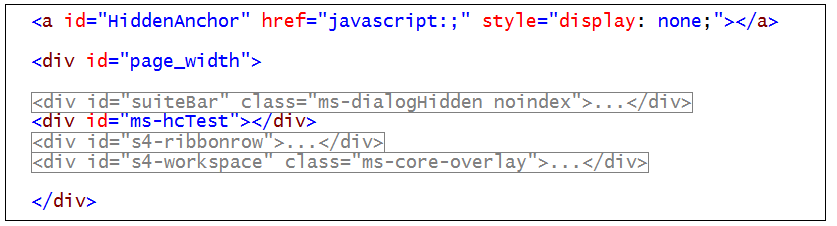 <a id="HiddenAnchor" href="javascript:;" style="display: none;"></a>
<div id="page_width">
<div id="suiteBar" class="ms-dialogHidden noindex">...</div>
<div id="ms-hcTest"></div>
<div id="s4-ribbonrow">...</div>
<div id="s4-workspace" class="ms-core-overlay">...</div>
</div>